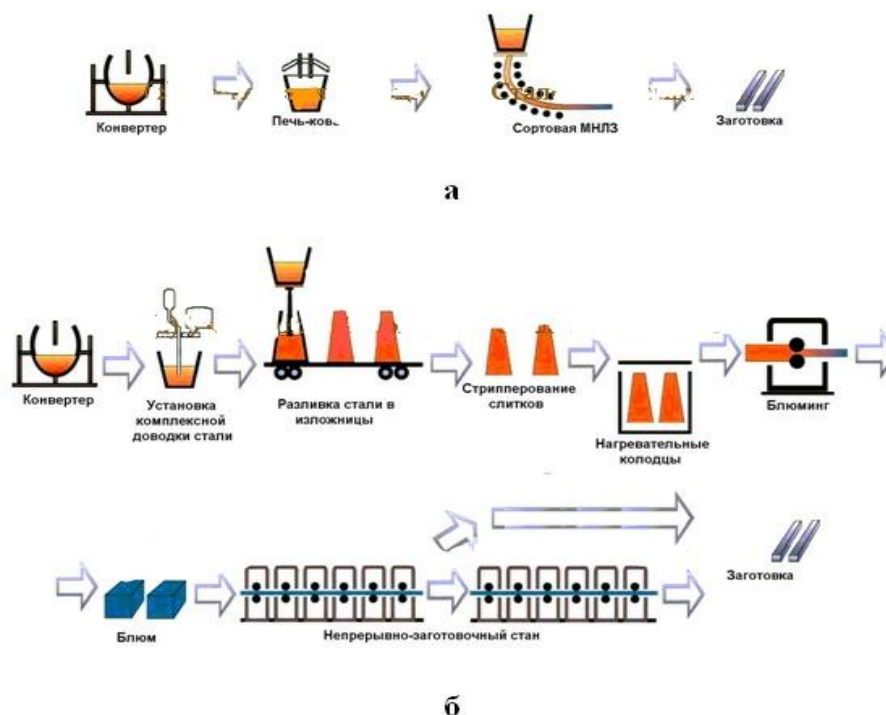 Конвертер
Сортовая МНЛЗ
Заготовка
а
Конвертер
Установка
комплексной
доводки стали
Разливка стали в
изложницы
Стрипперование
слитков
Нагревательные
колодцы
Блюминг
Блюм
Непрерывно-заготовочный стан
Заготовка
б